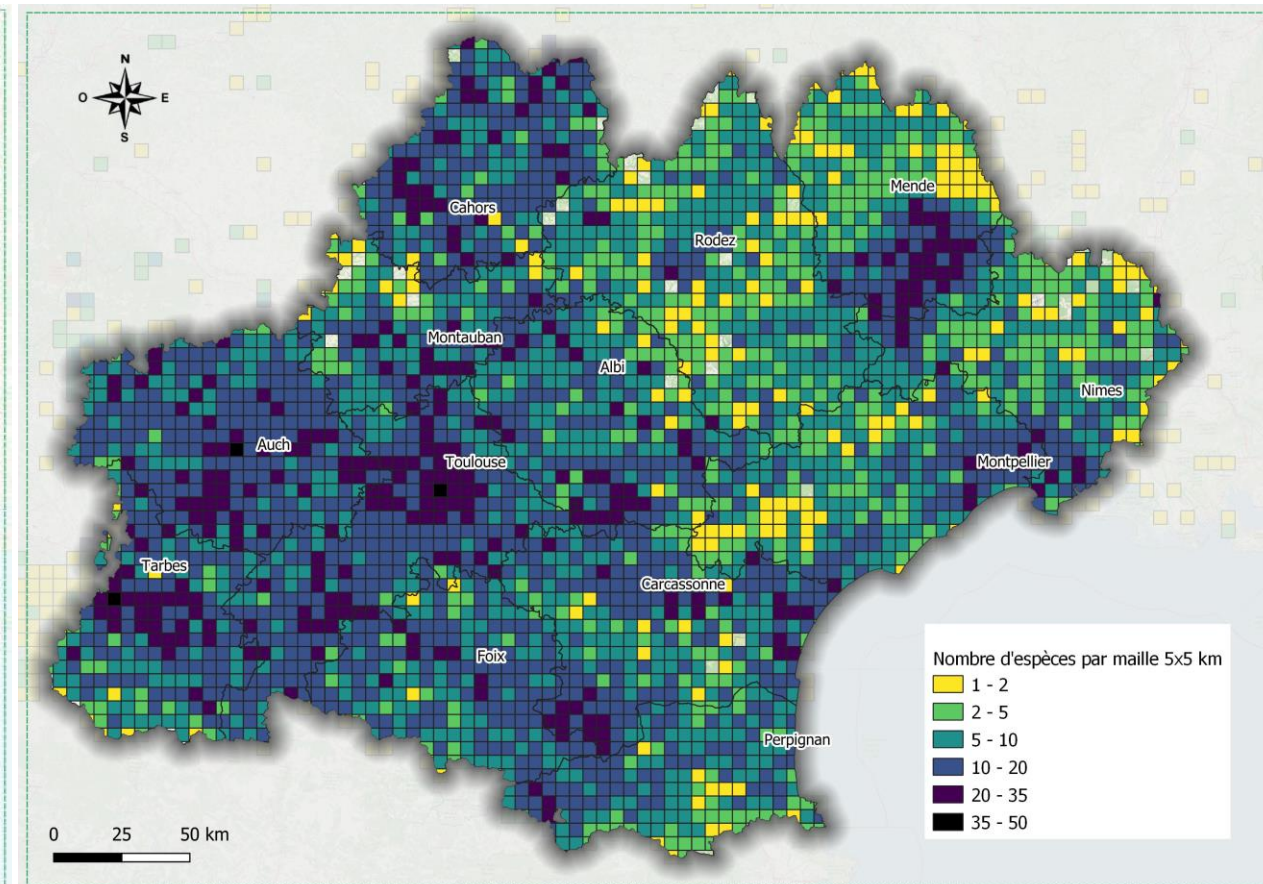 N
O E
S
Mende
Cahors
Rodez
Montauban
Albi
Nimes
Auch
Toulouse
Montpellier
Tarbes
Carcassonne
Foix
Perpignan
Nombre d'espèces par maille 5x5 km
1 - 2
2 - 5
5 - 10
10 - 20
20 - 35
35 - 50
0 25 50 km